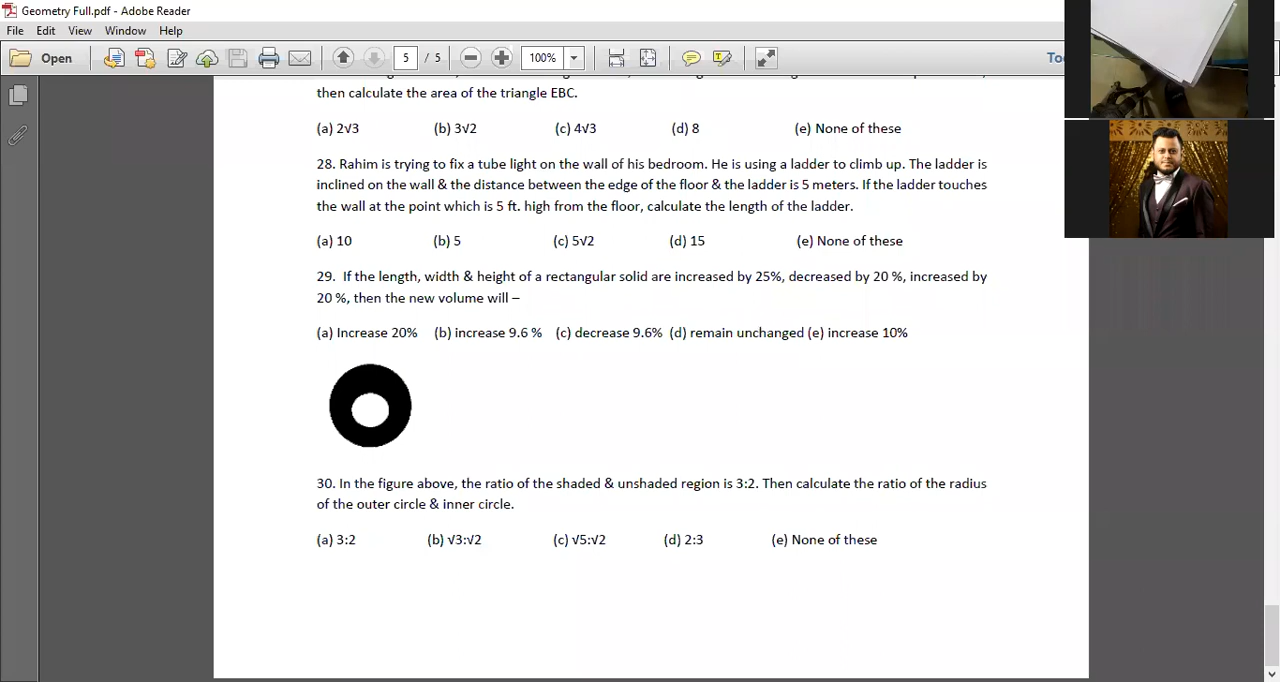 Geometry Full.pdf - Adobe Reader
File Edit View Window Help
Open 5 / 5 100%
then calculate the area of the triangle EBC.
(a) 2√3 (b) 3√2 (c) 4√3 (d) 8 (e) None of these
28. Rahim is trying to fix a tube light on the wall of his bedroom. He is using a ladder to climb up. The ladder is
inclined on the wall & the distance between the edge of the floor & the ladder is 5 meters. If the ladder touches
the wall at the point which is 5 ft. high from the floor, calculate the length of the ladder.
(a) 10 (b) 5 (c) 5√2 (d) 15 (e) None of these
29. If the length, width & height of a rectangular solid are increased by 25%, decreased by 20 %, increased by
20 %, then the new volume will –
(a) Increase 20% (b) increase 9.6 % (c) decrease 9.6% (d) remain unchanged (e) increase 10%
30. In the figure above, the ratio of the shaded & unshaded region is 3:2. Then calculate the ratio of the radius
of the outer circle & inner circle.
(a) 3:2 (b) √3:√2 (c) √5:√2 (d) 2:3 (e) None of these